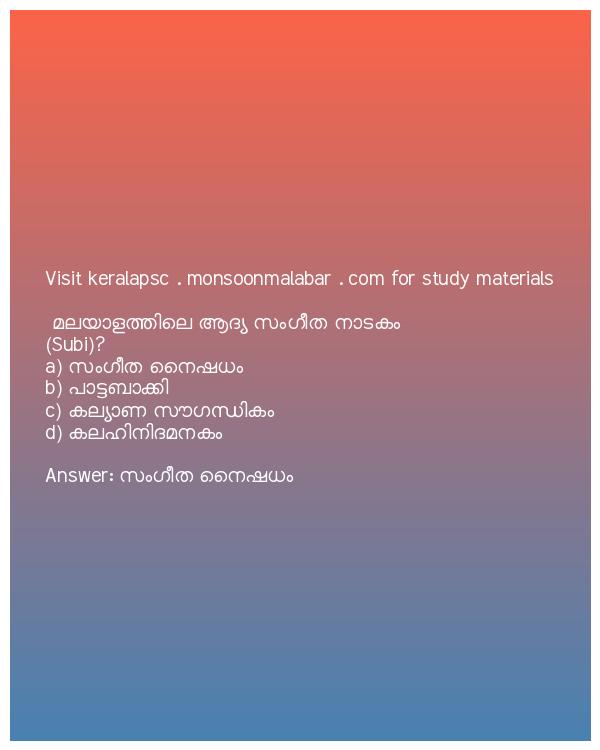 Visit keralapsc . monsoonmalabar . com for study materials
മലയാളത്തിലെ ആദ്യ സംഗീത നാടകം
(Subi)?
a) സംഗീത നൈഷധം
b) പാട്ടബാക്കി
c) കല്യാണ സൗഗന്ധികം
d) കലഹിനിദമനകം
Answer: സംഗീത നൈഷധം